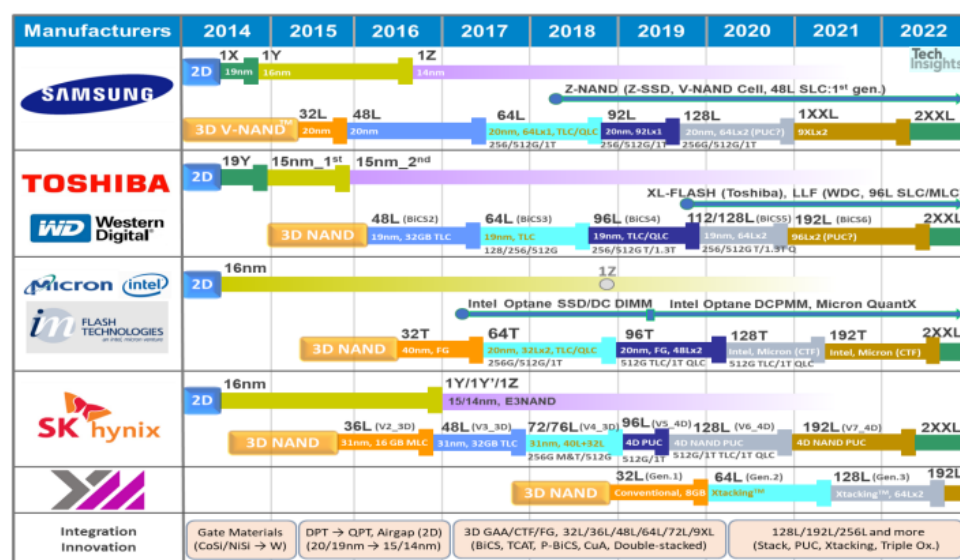 Manufacturers 2014 2015 2016 2017 2018 2019 2020 2021 2022
Tech Insights
SAMSUNG
1X 1Y 1Z
2D 19nm 16nm 14nm
Z-NAND (Z-SSD, V-NAND Cell, 48L SLC:1st gen.)
32L 48L 64L 92L 128L 1XXL 2XXL
3D V-NAND™ 20nm 20nm 20nm, 64Lx1, TLC/QLC 20nm, 92Lx1 20nm, 64Lx2 (PUC?) 9XLx2
256/512G/1T 256/512G/1T 256G/512G/1T
TOSHIBA
Western Digital
WD
19Y 15nm_1st 15nm_2nd
2D
XL-FLASH (Toshiba), LLF (WDC, 96L SLC/MLC)
48L (BiCS2) 64L (BiCS3) 96L (BiCS4) 112/128L (BiCS5) 192L (BiCS6) 2XXL
3D NAND 19nm, 32GB TLC 19nm, TLC 19nm, TLC/QLC 19nm, 64Lx2 96Lx2 (PUC?)
128/256/512G 256/512G T/1.3T 256/512G T/1.3T Q
Micron intel
im FLASH TECHNOLOGIES
an intel, micron venture
16nm
2D 1Z
Intel Optane SSD/DC DIMM Intel Optane DCPMM, Micron QuantX
32T 64T 96T 128T 192T 2XXL
3D NAND 40nm, FG 20nm, 32Lx2, TLC/QLC 20nm, FG, 48Lx2 Intel, Micron (CTF) Intel, Micron (CTF)
256G/512G/1T 512G TLC/1T QLC 512G TLC/1T QLC
SK hynix
16nm 1Y/1Y'/1Z
2D 15/14nm, E3NAND
36L (V2_3D) 48L (V3_3D) 72/76L (V4_3D) 96L (V5_4D) 128L (V6_4D) 192L (V7_4D) 2XXL
3D NAND 31nm, 16 GB MLC 31nm, 32GB TLC 31nm, 40L+32L 4D PUC 4D NAND PUC 4D NAND PUC
256G M&T/512G 512G/1T 512G/1T TLC/1T QLC
32L (Gen.1) 64L (Gen.2) 128L (Gen.3) 192L
3D NAND Conventional, 8GB Xtacking™ Xtacking™, 64Lx2
Integration Innovation
Gate Materials (CoSi/NiSi → W)
DPT → QPT, Airgap (2D) (20/19nm → 15/14nm)
3D GAA/CTF/FG, 32L/36L/48L/64L/72L/9XL (BiCS, TCAT, P-BiCS, CuA, Double-stacked)
128L/192L/256L and more (Stack, PUC, Xtacking, Triple Ox.)